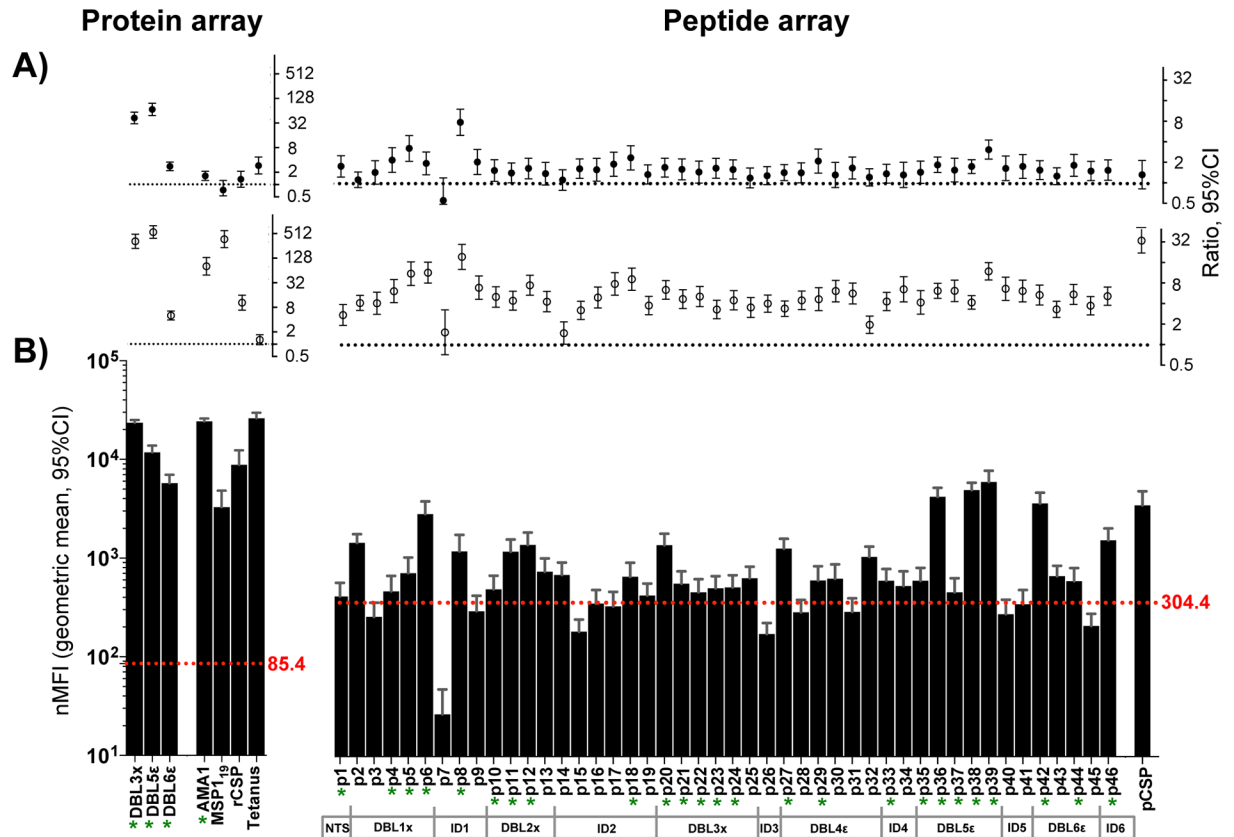 Protein array
Peptide array
A)
512
128
32
8
2
0.5
32
8
2
0.5
512
128
32
8
2
0.5
32
8
2
0.5
Ratio, 95%CI
B)
nMFI (geometric mean, 95%CI)
10⁵
10⁴
10³
10²
10¹
85.4
304.4
* DBL3x
* DBL5ε
* DBL6ε
* AMA1
MSP1₁₉
rCSP
Tetanus
* p1
p2
p3
* p4
* p5
* p6
p7
* p8
p9
* p10
* p11
* p12
p13
p14
p15
p16
p17
* p18
p19
* p20
* p21
* p22
* p23
* p24
p25
p26
* p27
p28
* p29
p30
p31
p32
* p33
p34
* p35
* p36
* p37
* p38
* p39
p40
p41
* p42
p43
* p44
p45
* p46
pCSP
NTS DBL1x ID1 DBL2x ID2 DBL3x ID3 DBL4ε ID4 DBL5ε ID5 DBL6ε ID6